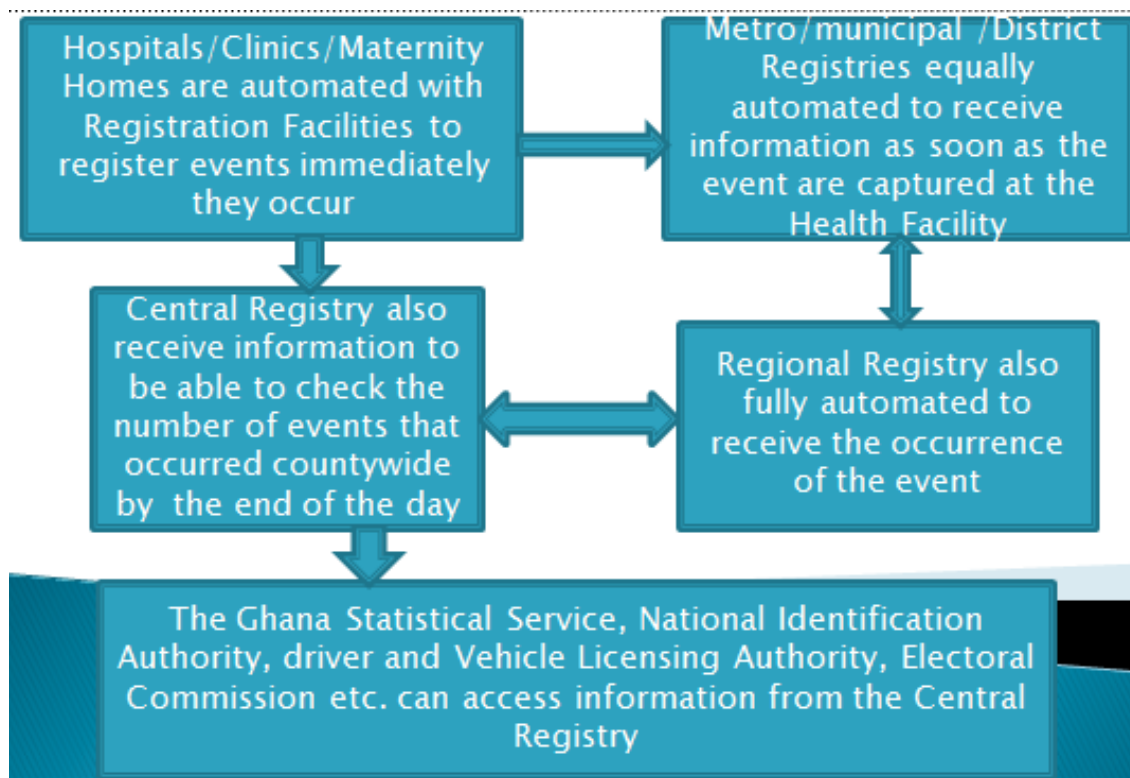 Hospitals/Clinics/Maternity
Homes are automated with
Registration Facilities to
register events immediately
they occur
Metro/municipal /District
Registries equally
automated to receive
information as soon as the
event are captured at the
Health Facility
Central Registry also
receive information to
be able to check the
number of events that
occurred countywide
by the end of the day
Regional Registry also
fully automated to
receive the occurrence
of the event
The Ghana Statistical Service, National Identification
Authority, driver and Vehicle Licensing Authority, Electoral
Commission etc. can access information from the Central
Registry